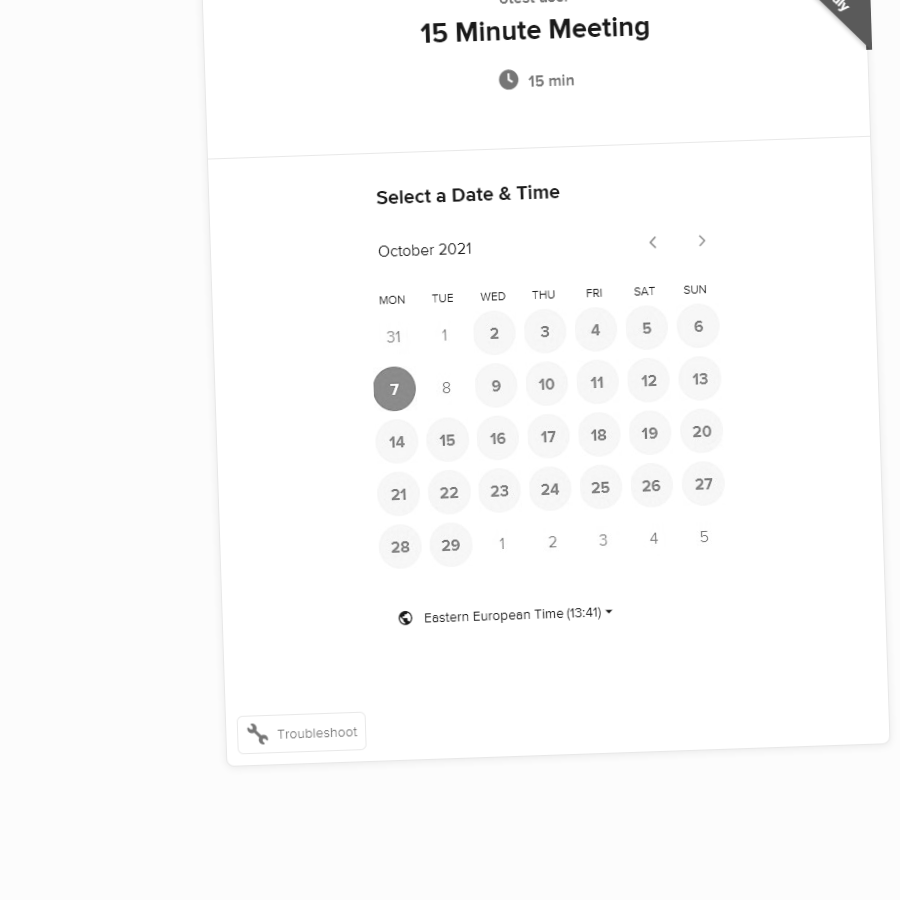 15 Minute Meeting
15 min
Select a Date & Time
October 2021
MON TUE WED THU FRI SAT SUN
31 1 2 3 4 5 6
7 8 9 10 11 12 13
14 15 16 17 18 19 20
21 22 23 24 25 26 27
28 29 1 2 3 4 5
Eastern European Time (13:41)
Troubleshoot